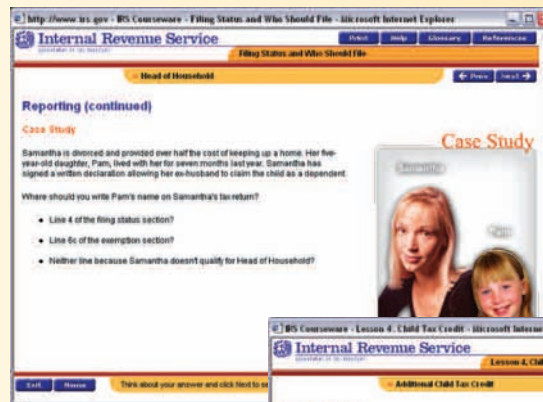 http://www.irs.gov - IRS Courseware - Filing Status and Who Should File - Microsoft Internet Explorer
Internal Revenue Service
Print Help Glossary References
Filing Status and Who Should File
Head of Household
Prev Next
Reporting (continued)
Case Study
Samantha is divorced and provided over half the cost of keeping up a home. Her five-
year-old daughter, Pam, lived with her for seven months last year. Samantha has
signed a written declaration allowing her ex-husband to claim the child as a dependent.
Where should you write Pam's name on Samantha's tax return?
• Line 4 of the filing status section?
• Line 6c of the exemption section?
• Neither line because Samantha doesn't qualify for Head of Household?
Case Study
Samantha
Pam
Exit Home
Think about your answer and click Next to se
IRS Courseware - Lesson 4, Child Tax Credit - Microsoft Interne
Internal Revenue Service
Lesson 4, Chil
Additional Child Tax Credit